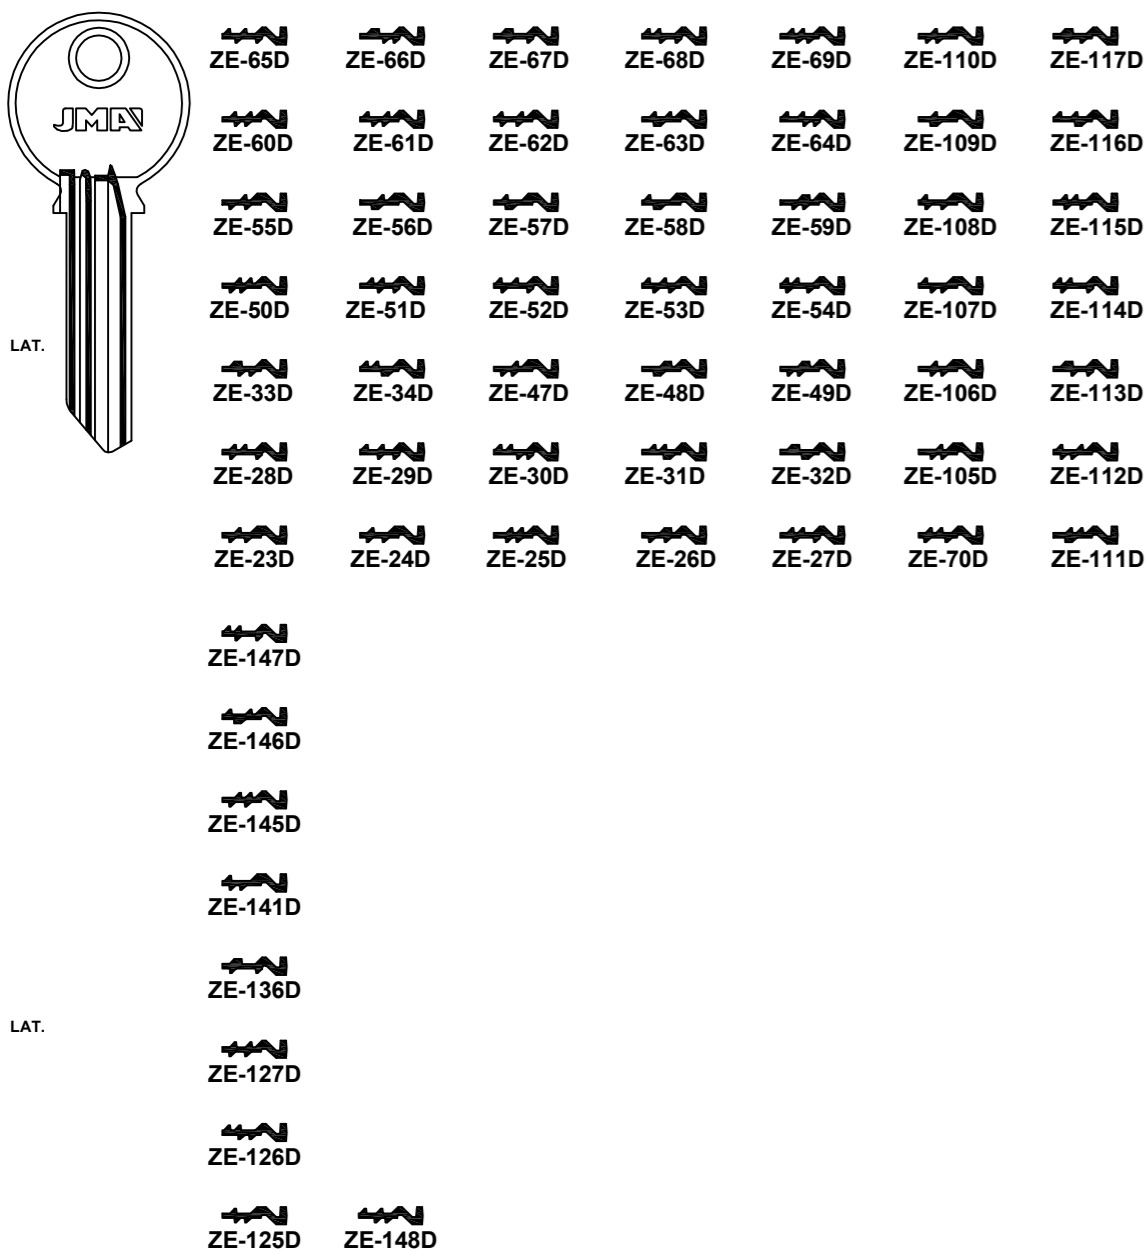 ZE-65D ZE-66D ZE-67D ZE-68D ZE-69D ZE-110D ZE-117D
JMA
ZE-60D ZE-61D ZE-62D ZE-63D ZE-64D ZE-109D ZE-116D
ZE-55D ZE-56D ZE-57D ZE-58D ZE-59D ZE-108D ZE-115D
ZE-50D ZE-51D ZE-52D ZE-53D ZE-54D ZE-107D ZE-114D
LAT.
ZE-33D ZE-34D ZE-47D ZE-48D ZE-49D ZE-106D ZE-113D
ZE-28D ZE-29D ZE-30D ZE-31D ZE-32D ZE-105D ZE-112D
ZE-23D ZE-24D ZE-25D ZE-26D ZE-27D ZE-70D ZE-111D
ZE-147D
ZE-146D
ZE-145D
ZE-141D
ZE-136D
LAT.
ZE-127D
ZE-126D
ZE-125D ZE-148D